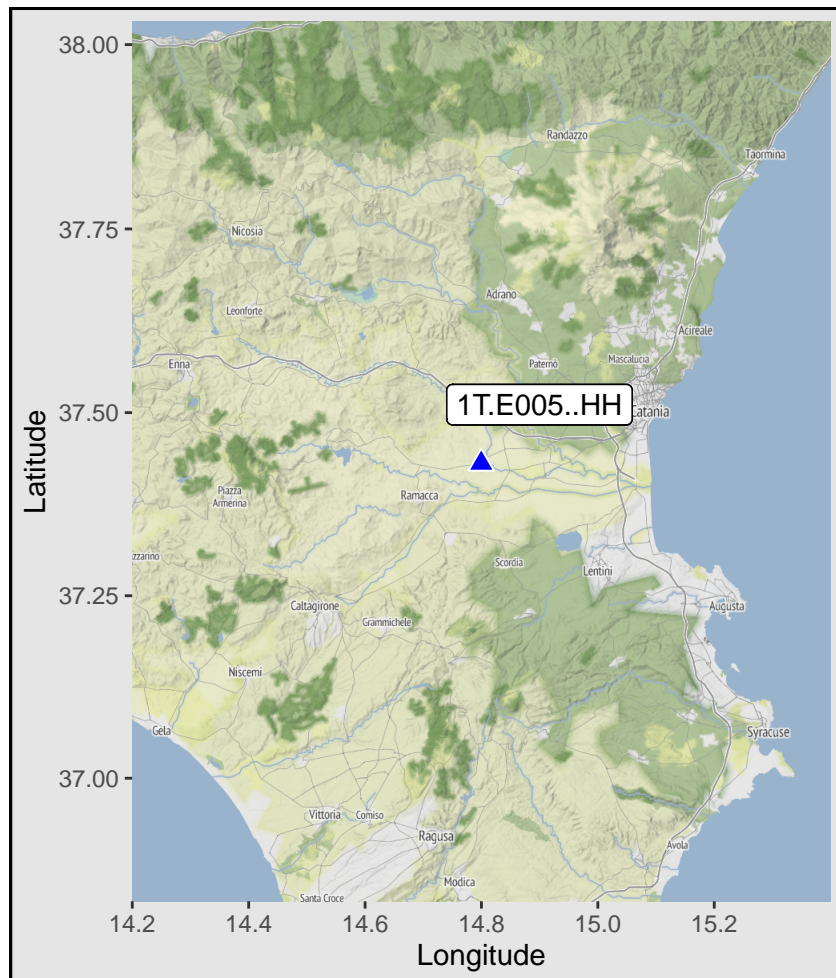 38.00
Randazzo
Taormina
37.75
Nicosia
Adrano
Leonforte
Acireale
Mascalucia
Enna
Paternò
37.50
1T.E005..HH
Catania
Latitude
Piazza
Armerina
Ramacca
azzarino
Scordia
Lentini
37.25
Caltagirone
Augusta
Grammichele
Niscemi
Gela
Syracuse
37.00
Vittoria
Comiso
Ragusa
Avola
Modica
Santa Croce
14.2
14.4
14.6
14.8
15.0
15.2
Longitude